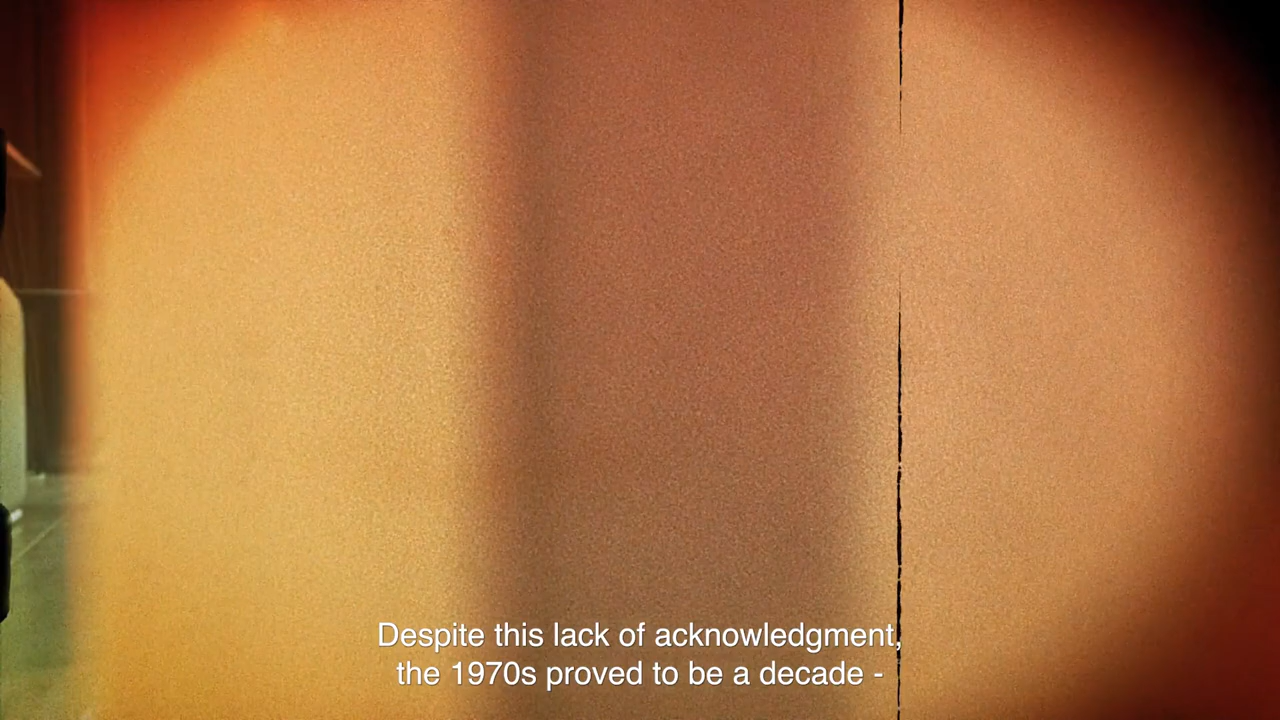 Despite this lack of acknowledgment,
the 1970s proved to be a decade -